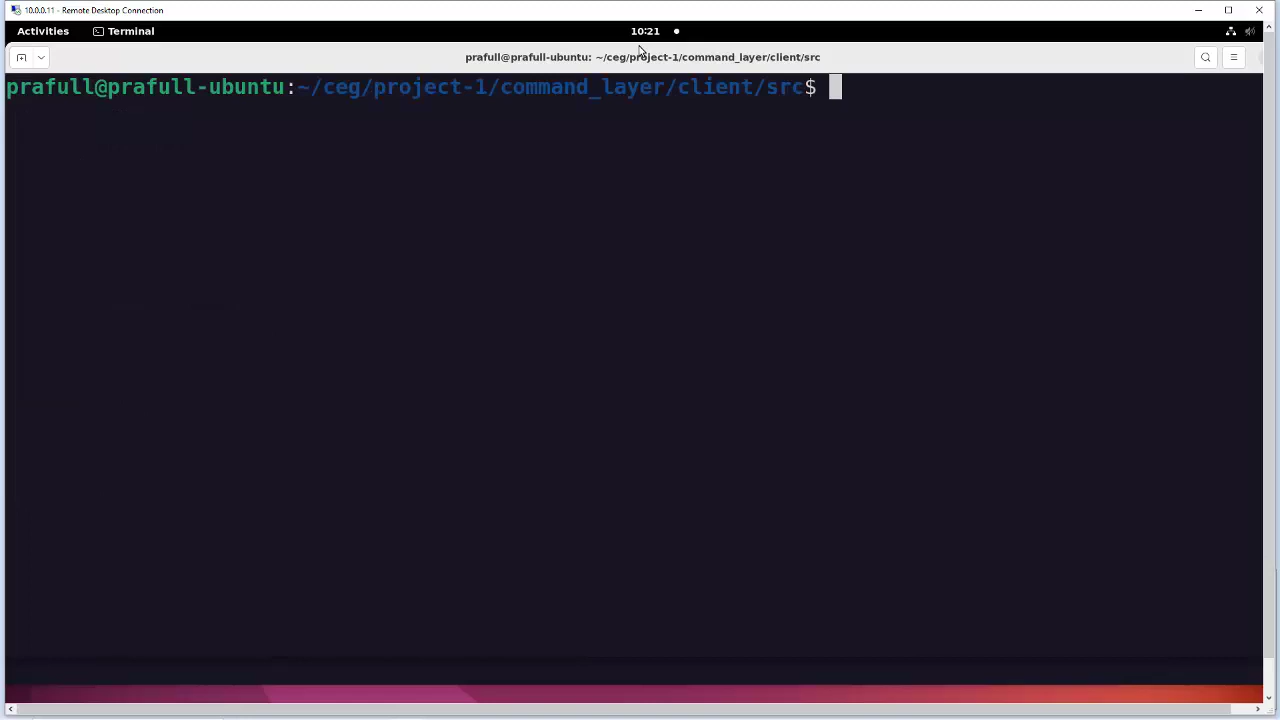 10.0.0.11 - Remote Desktop Connection
Activities Terminal 10:21
prafull@prafull-ubuntu: ~/ceg/project-1/command_layer/client/src
prafull@prafull-ubuntu:~/ceg/project-1/command_layer/client/src$